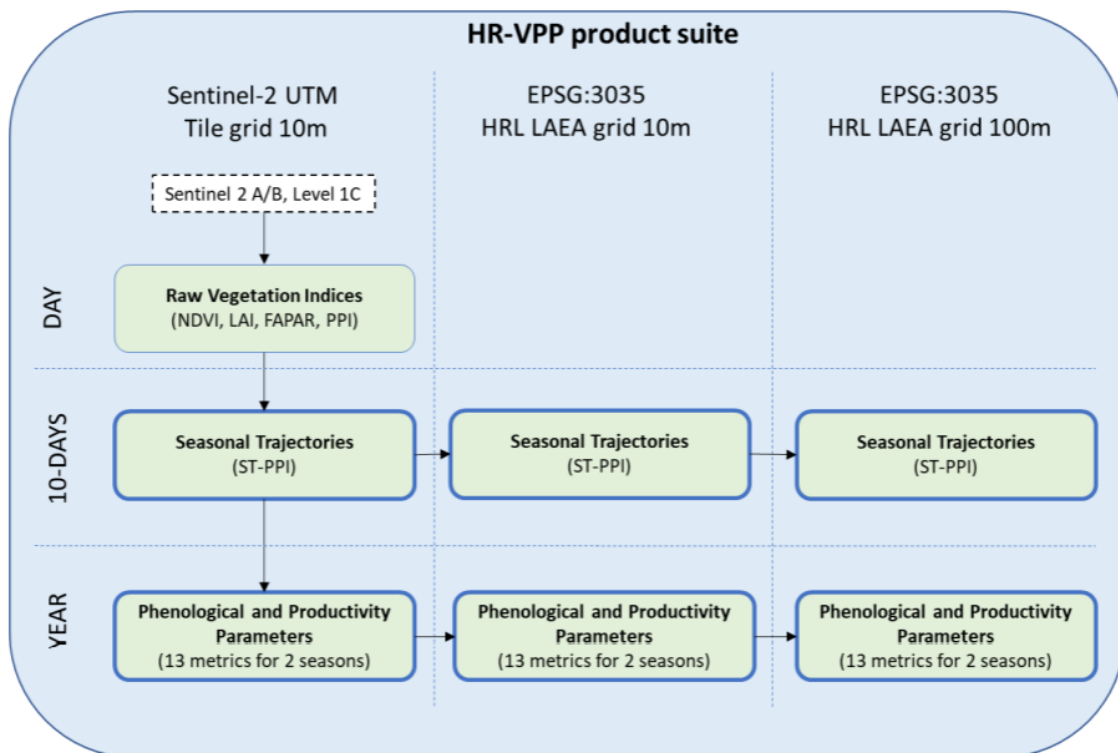 HR-VPP product suite
Sentinel-2 UTM
Tile grid 10m
EPSG:3035
HRL LAEA grid 10m
EPSG:3035
HRL LAEA grid 100m
Sentinel 2 A/B, Level 1C
DAY
Raw Vegetation Indices
(NDVI, LAI, FAPAR, PPI)
10-DAYS
Seasonal Trajectories
(ST-PPI)
Seasonal Trajectories
(ST-PPI)
Seasonal Trajectories
(ST-PPI)
YEAR
Phenological and Productivity
Parameters
(13 metrics for 2 seasons)
Phenological and Productivity
Parameters
(13 metrics for 2 seasons)
Phenological and Productivity
Parameters
(13 metrics for 2 seasons)